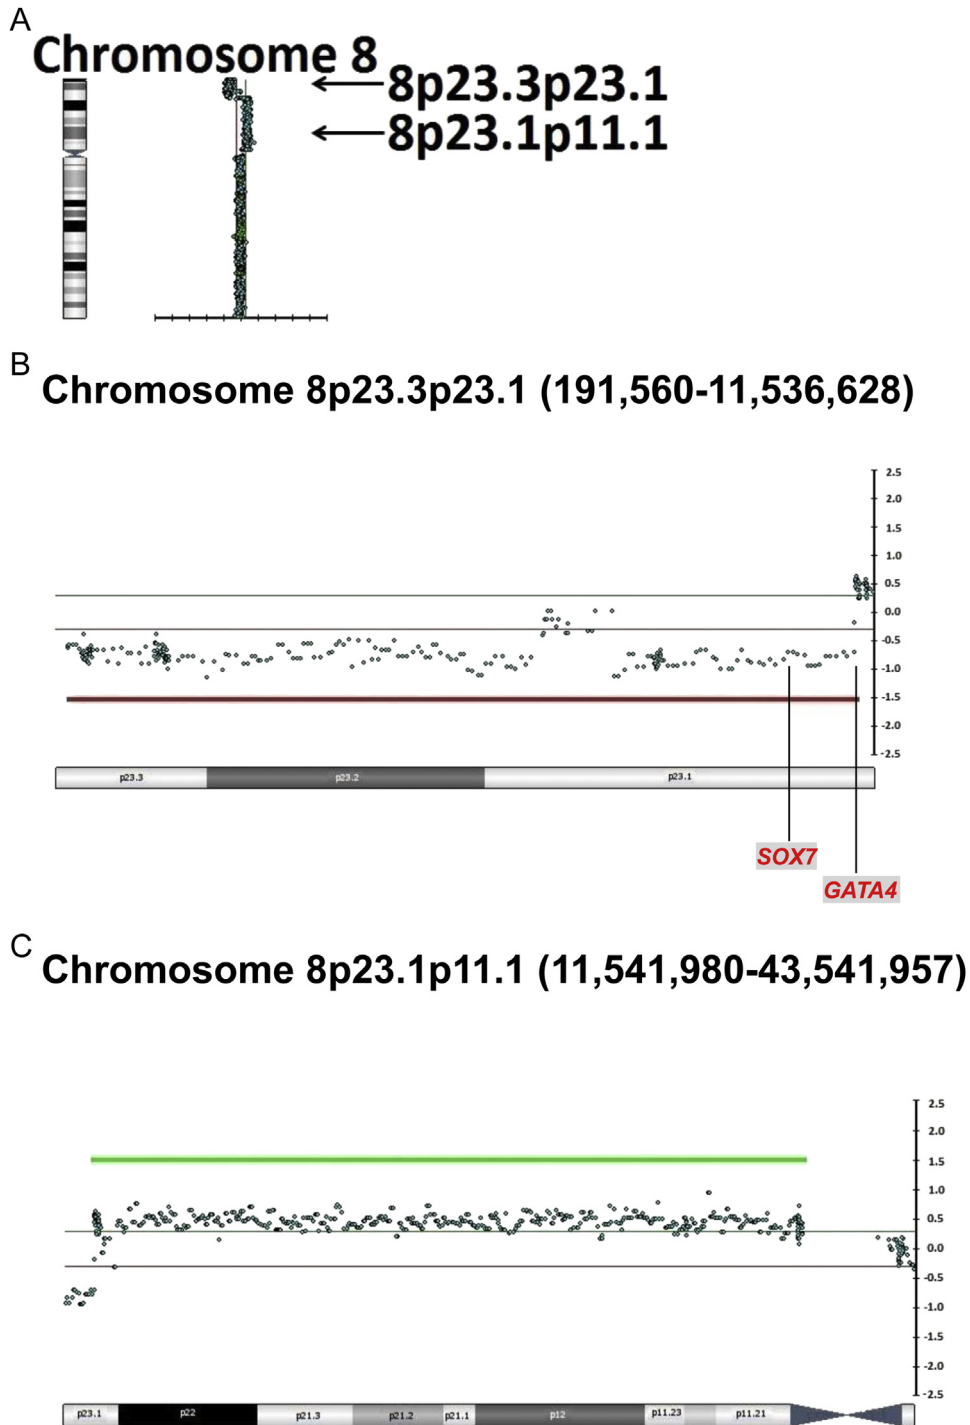 A
Chromosome 8
8p23.3p23.1
8p23.1p11.1
B
Chromosome 8p23.3p23.1 (191,560-11,536,628)
2.5
2.0
1.5
1.0
0.5
0.0
-0.5
-1.0
-1.5
-2.0
-2.5
p23.3 p23.2 p23.1
SOX7
GATA4
C
Chromosome 8p23.1p11.1 (11,541,980-43,541,957)
2.5
2.0
1.5
1.0
0.5
0.0
-0.5
-1.0
-1.5
-2.0
-2.5
p23.1 p22 p21.3 p21.2 p21.1 p12 p11.23 p11.21